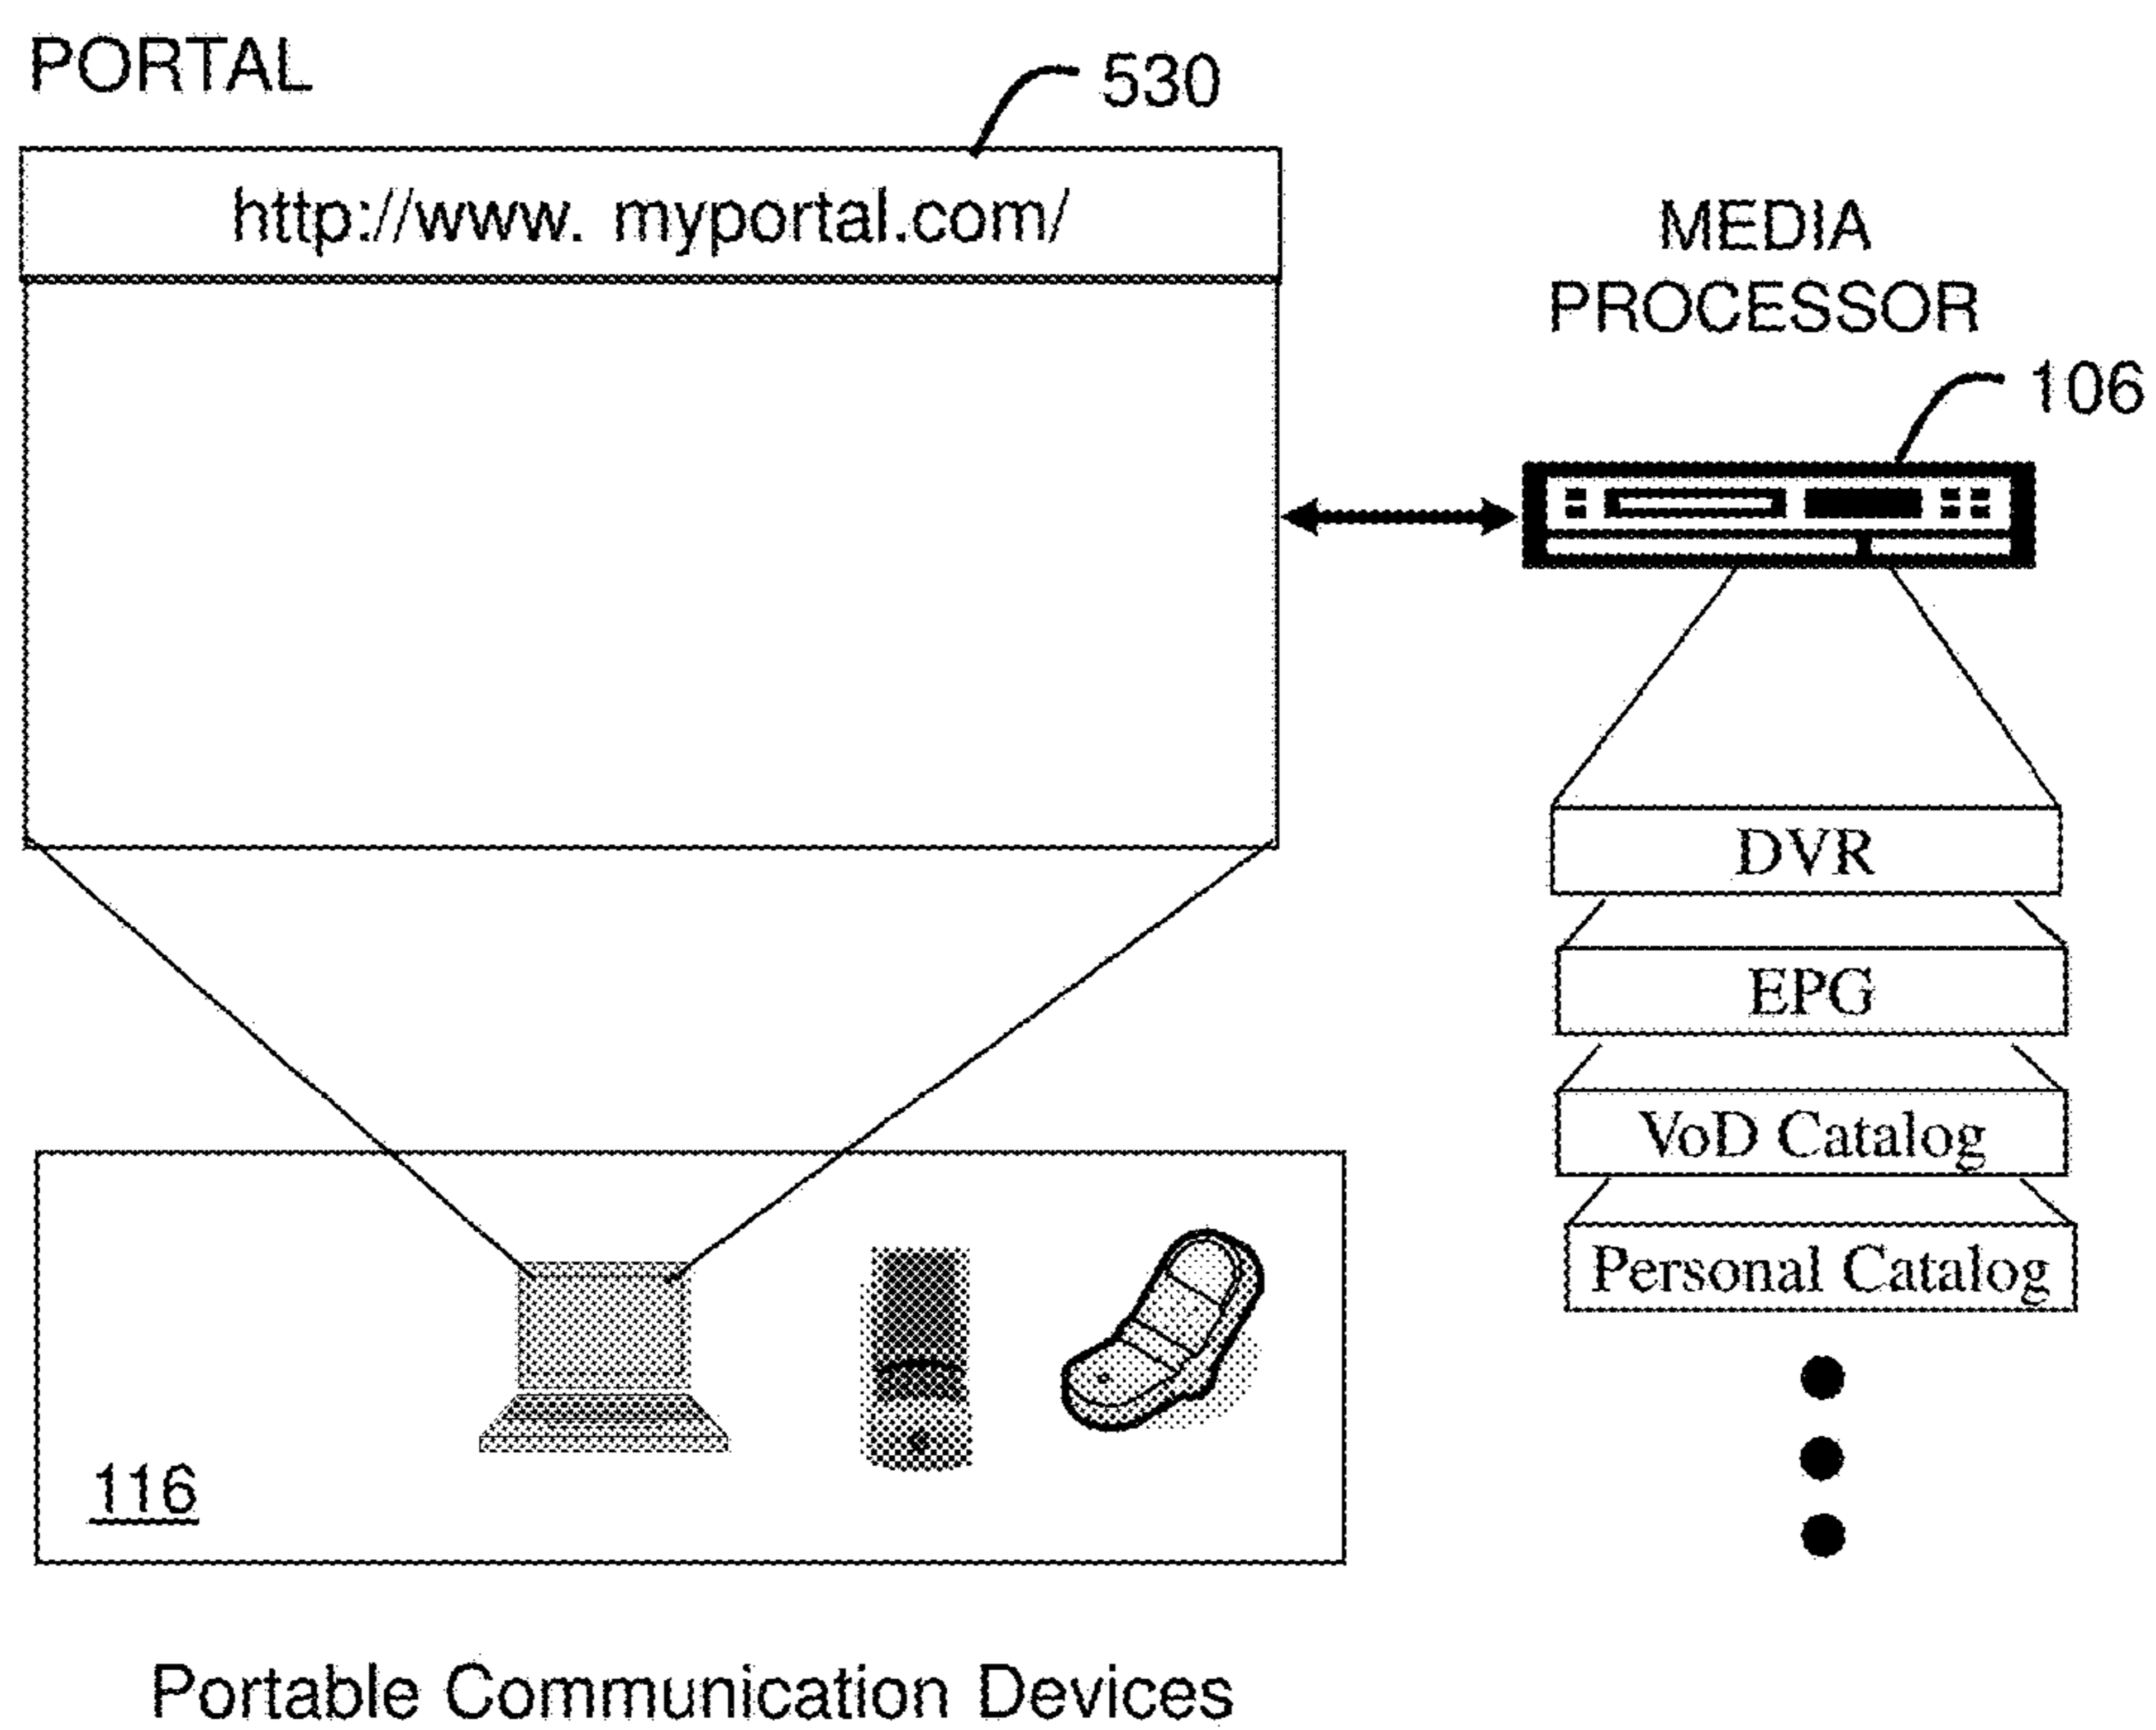 PORTAL
530
http://www. myportal.com/
MEDIA
PROCESSOR
106
DVR
EPG
VoD Catalog
Personal Catalog
116
Portable Communication Devices